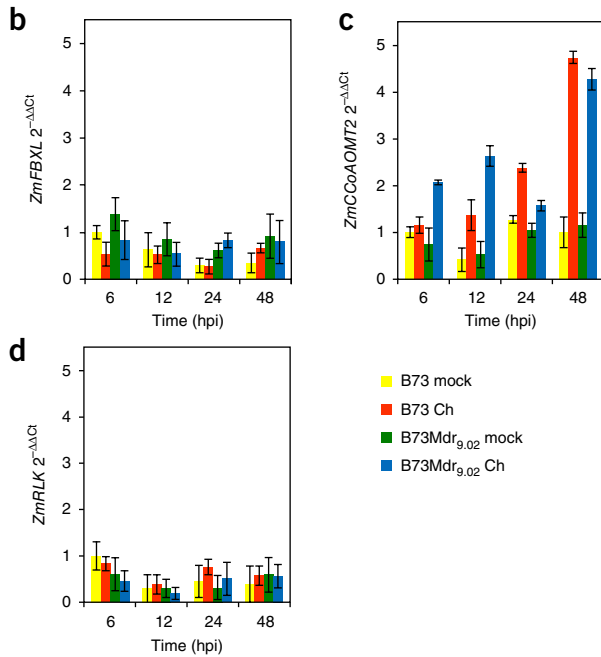 b
5
4
3
2
1
0
ZmFBXL 2⁻ΔΔCt
6 12 24 48
Time (hpi)
c
5
4
3
2
1
0
ZmCCoAOMT2 2⁻ΔΔCt
6 12 24 48
Time (hpi)
d
5
4
3
2
1
0
ZmRLK 2⁻ΔΔCt
6 12 24 48
Time (hpi)
B73 mock
B73 Ch
B73Mdr9.02 mock
B73Mdr9.02 Ch